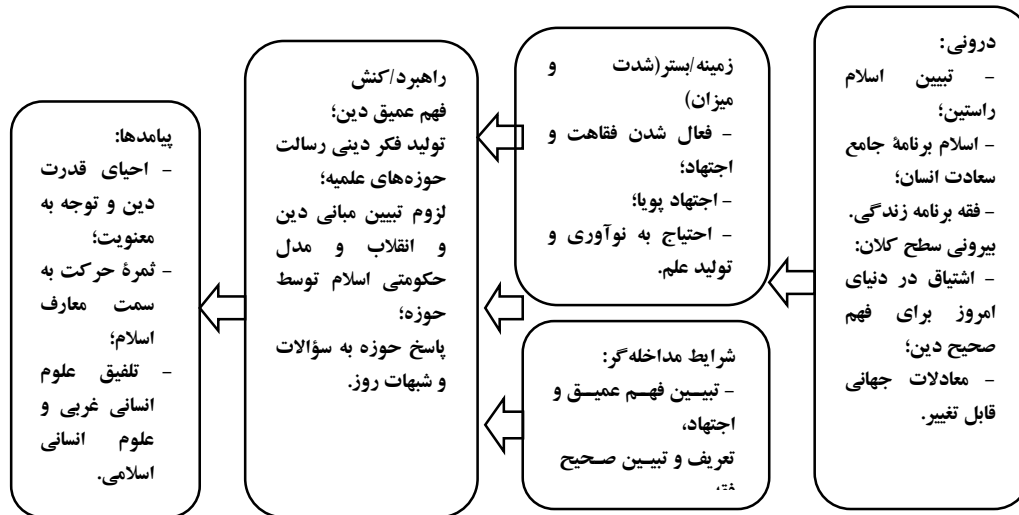 درونی:
- تبیین اسلام
راستین؛
- اسلام برنامۀ جامع
سعادت انسان؛
- فقه برنامه زندگی.
بیرونی سطح کلان:
- اشتیاق در دنیای
امروز برای فهم
صحیح دین؛
- معادلات جهانی
قابل تغییر.
زمینه/بستر(شدت و
میزان)
- فعال شدن فقاهت و
اجتهاد؛
- اجتهاد پویا؛
- احتیاج به نوآوری و
تولید علم.
شرایط مداخله‌گر:
- تبیین فهم عمیق و
اجتهاد،
تعریف و تبیین صحیح
راهبرد/کنش
فهم عمیق دین؛
تولید فکر دینی رسالت
حوزه‌های علمیه؛
لزوم تبیین مبانی دین
و انقلاب و مدل
حکومتی اسلام توسط
حوزه؛
پاسخ حوزه به سؤالات
و شبهات روز.
پیامدها:
- احیای قدرت
دین و توجه به
معنویت؛
- ثمرۀ حرکت به
سمت معارف
اسلام؛
- تلفیق علوم
انسانی غربی و
علوم انسانی
اسلامی.